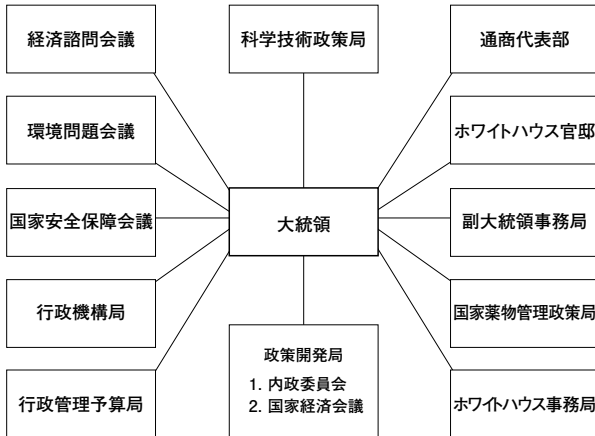 経済諮問会議
科学技術政策局
通商代表部
環境問題会議
ホワイトハウス官邸
国家安全保障会議
大統領
副大統領事務局
行政機構局
国家薬物管理政策局
政策開発局
1. 内政委員会
2. 国家経済会議
行政管理予算局
ホワイトハウス事務局